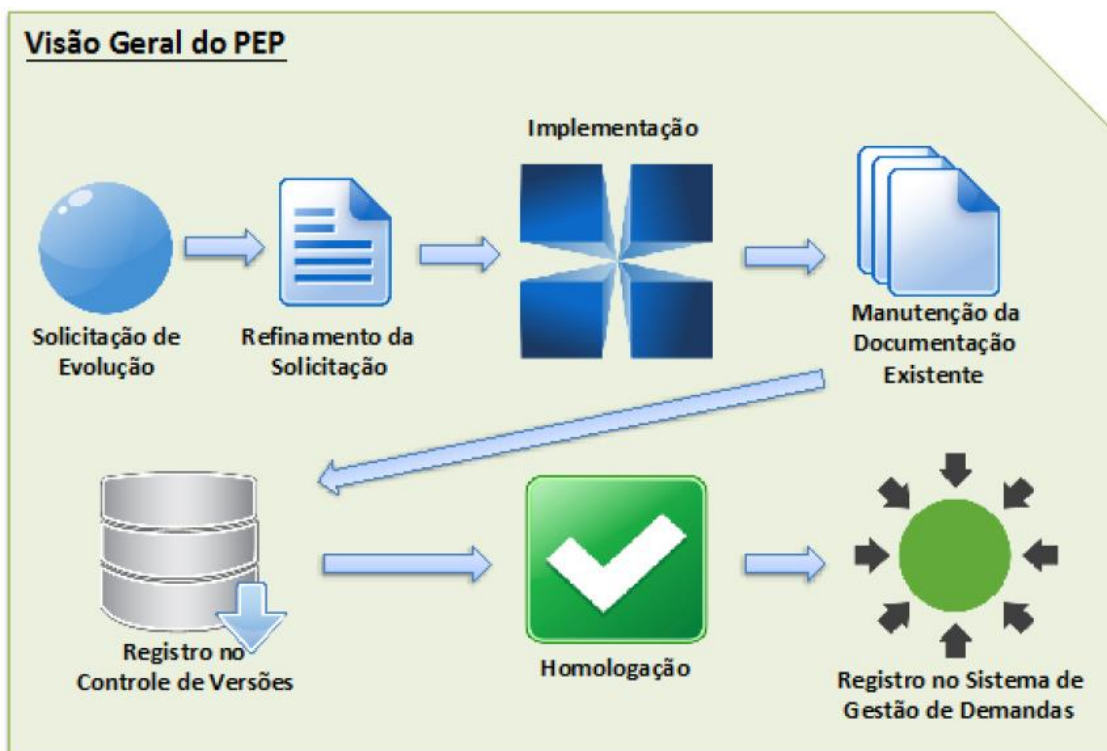 Visão Geral do PEP
Solicitação de
Evolução
Refinamento da
Solicitação
Implementação
Manutenção da
Documentação
Existente
Registro no
Controle de Versões
Homologação
Registro no Sistema de
Gestão de Demandas